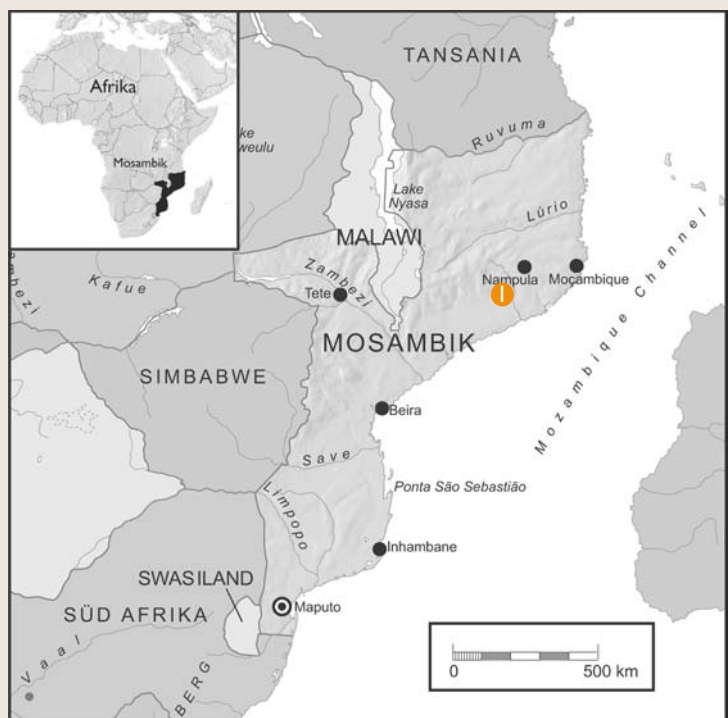 Afrika
Mosambik
TANSANIA
Ruvuma
ke
weulu
Lake
Nyasa
Lúrio
MALAWI
Nampula
Moçambique
I
Kafue
mbezi
Zambezi
Tete
MOSAMBIK
Mozambique Channel
SIMBABWE
Beira
Save
Limpopo
Ponta São Sebastião
Inhambane
SWASILAND
SÜD AFRIKA
Maputo
Vaal
BERG
0 500 km